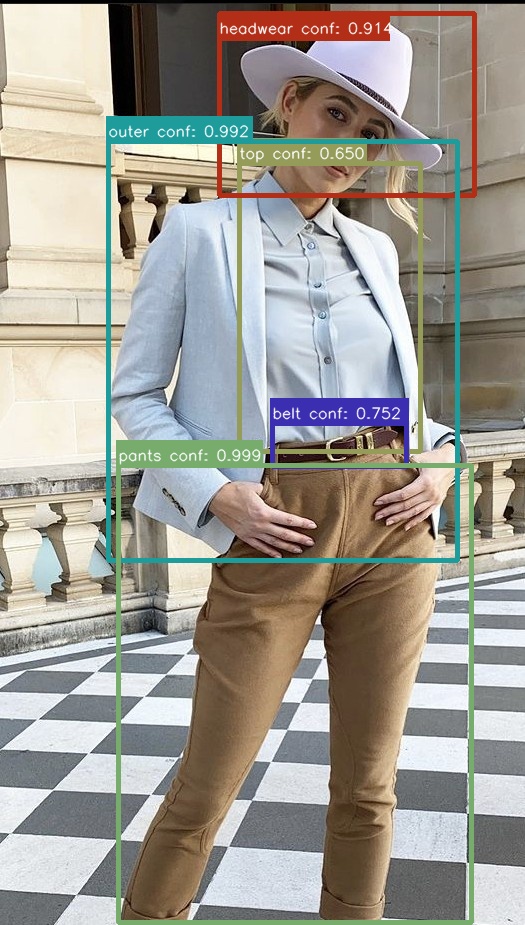 headwear conf: 0.914
outer conf: 0.992
top conf: 0.650
belt conf: 0.752
pants conf: 0.999